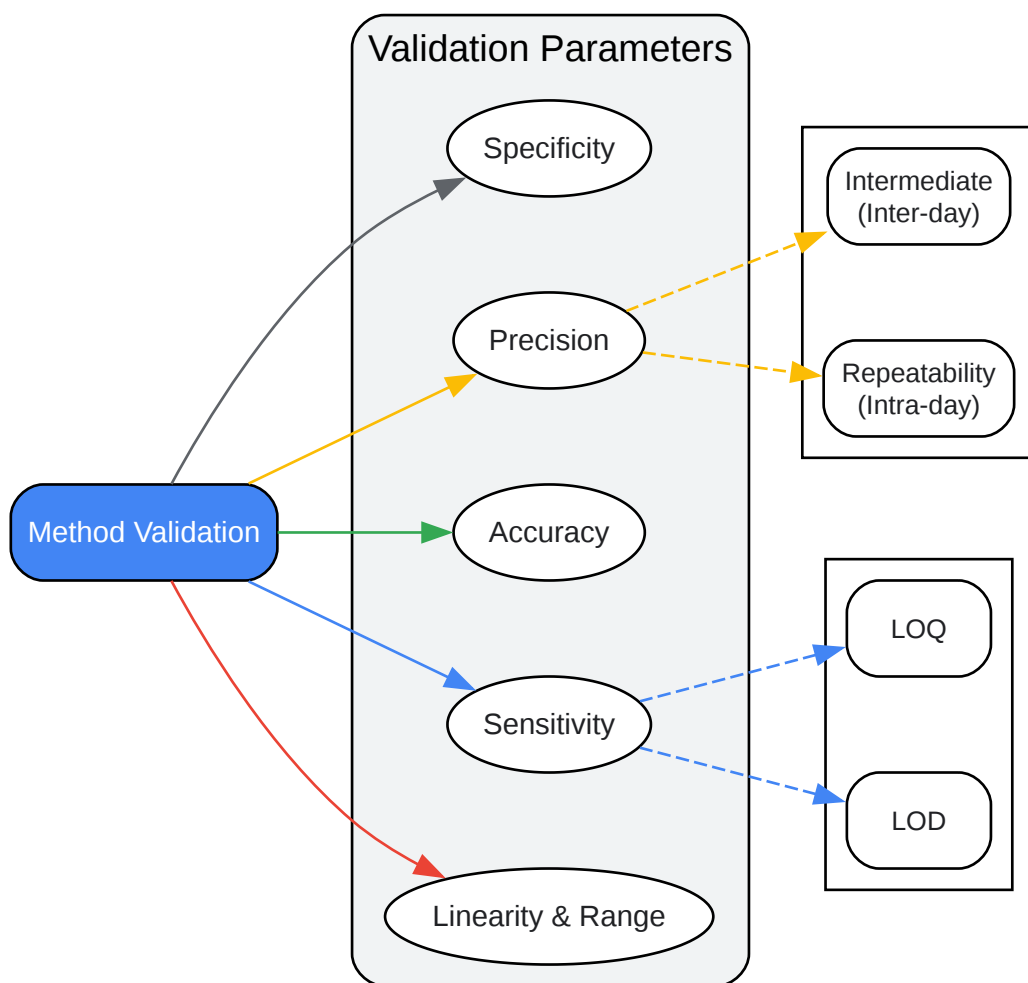 Validation Parameters
Specificity
Intermediate
(Inter-day)
Precision
Repeatability
(Intra-day)
Method Validation
Accuracy
LOQ
Sensitivity
LOD
Linearity & Range